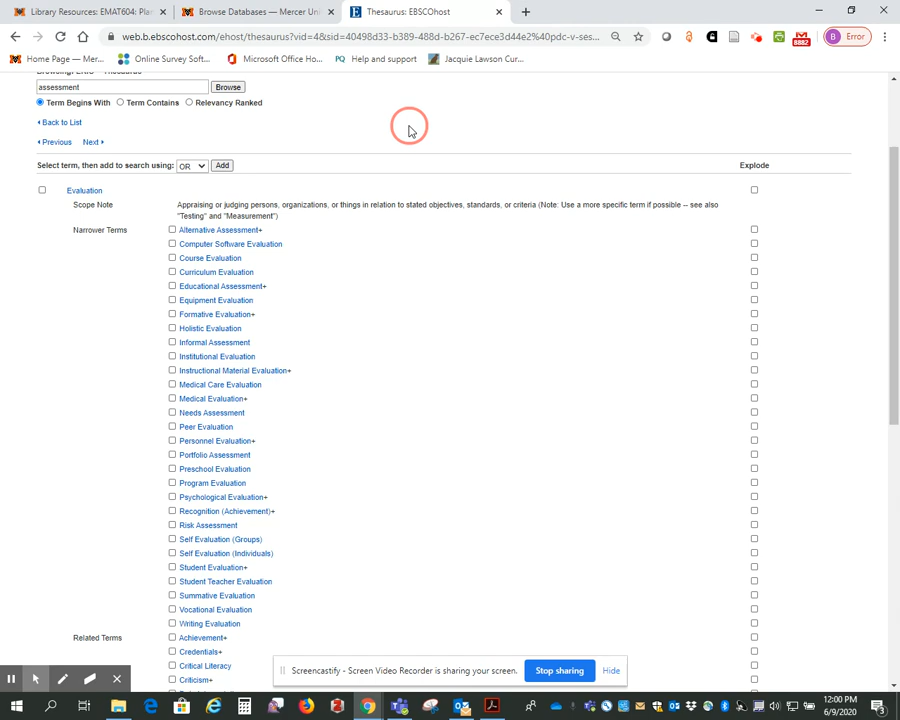 Library Resources: EMAT604: Plan
Browse Databases – Mercer Uni
Thesaurus: EBSCOhost
web.b.ebscohost.com/ehost/thesaurus?vid=4&sid=40498d33-b389-488d-b267-ec7ece3d44e2%40pdc-v-ses...
8882
B Error
Home Page — Mer...
Online Survey Soft...
Microsoft Office Ho...
PQ Help and support
Jacquie Lawson Cur...
Browsing: ERIC -- Thesaurus
assessment
Browse
Term Begins With Term Contains Relevancy Ranked
Back to List
Previous Next
Select term, then add to search using: OR Add Explode
Evaluation
Scope Note Appraising or judging persons, organizations, or things in relation to stated objectives, standards, or criteria (Note: Use a more specific term if possible -- see also
"Testing" and "Measurement")
Narrower Terms Alternative Assessment+
Computer Software Evaluation
Course Evaluation
Curriculum Evaluation
Educational Assessment+
Equipment Evaluation
Formative Evaluation+
Holistic Evaluation
Informal Assessment
Institutional Evaluation
Instructional Material Evaluation+
Medical Care Evaluation
Medical Evaluation+
Needs Assessment
Peer Evaluation
Personnel Evaluation+
Portfolio Assessment
Preschool Evaluation
Program Evaluation
Psychological Evaluation+
Recognition (Achievement)+
Risk Assessment
Self Evaluation (Groups)
Self Evaluation (Individuals)
Student Evaluation+
Student Teacher Evaluation
Summative Evaluation
Vocational Evaluation
Writing Evaluation
Related Terms Achievement+
Credentials+
Critical Literacy
Criticism+
Screencastify - Screen Video Recorder is sharing your screen. Stop sharing Hide
12:00 PM
6/9/2020